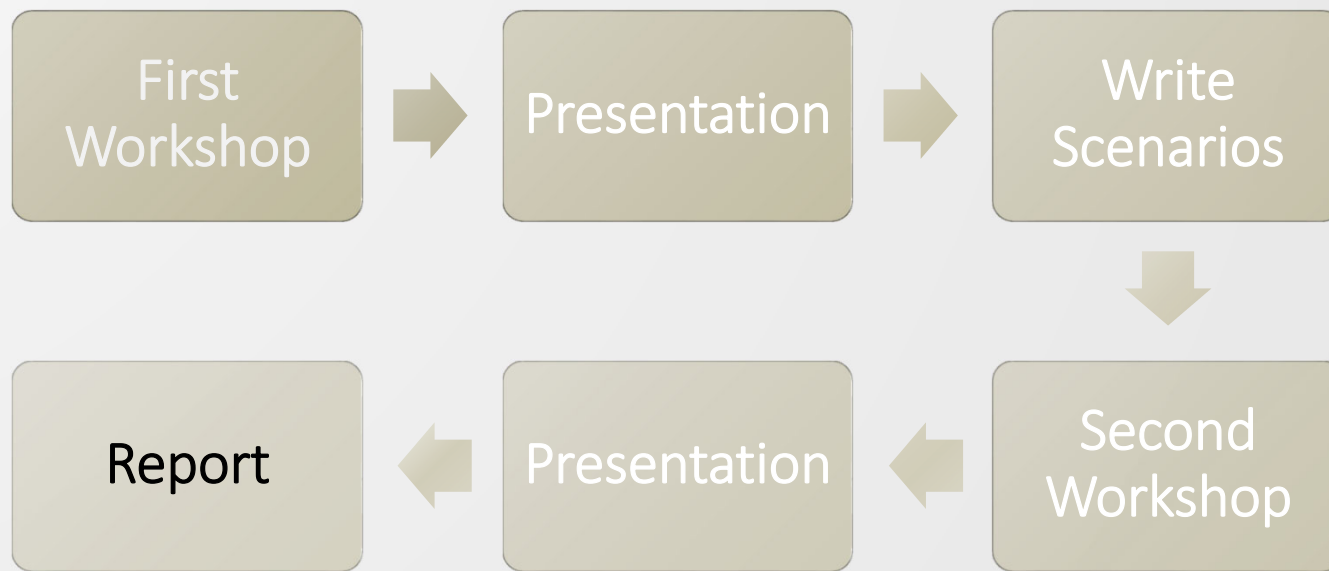 First
Workshop
Presentation
Write
Scenarios
Second
Workshop
Presentation
Report